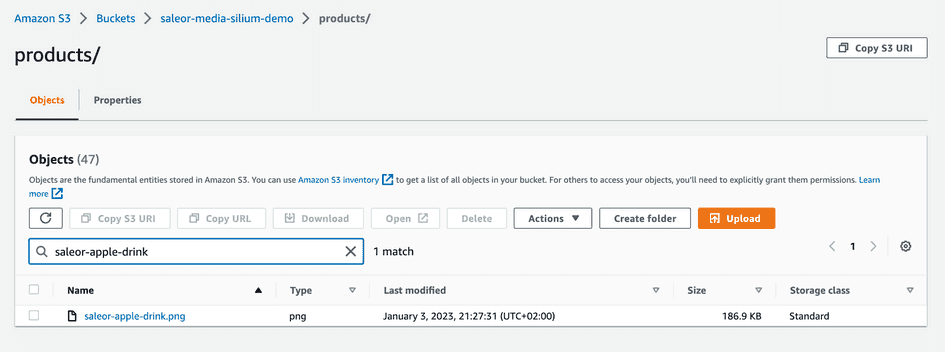 Amazon S3 > Buckets > saleor-media-silium-demo > products/
products/
Copy S3 URI
Objects
Properties
Objects (47)
Objects are the fundamental entities stored in Amazon S3. You can use Amazon S3 inventory to get a list of all objects in your bucket. For others to access your objects, you'll need to explicitly grant them permissions. Learn
more
Copy S3 URI Copy URL Download Open Delete Actions Create folder Upload
saleor-apple-drink 1 match 1
Name Type Last modified Size Storage class
saleor-apple-drink.png png January 3, 2023, 21:27:31 (UTC+02:00) 186.9 KB Standard